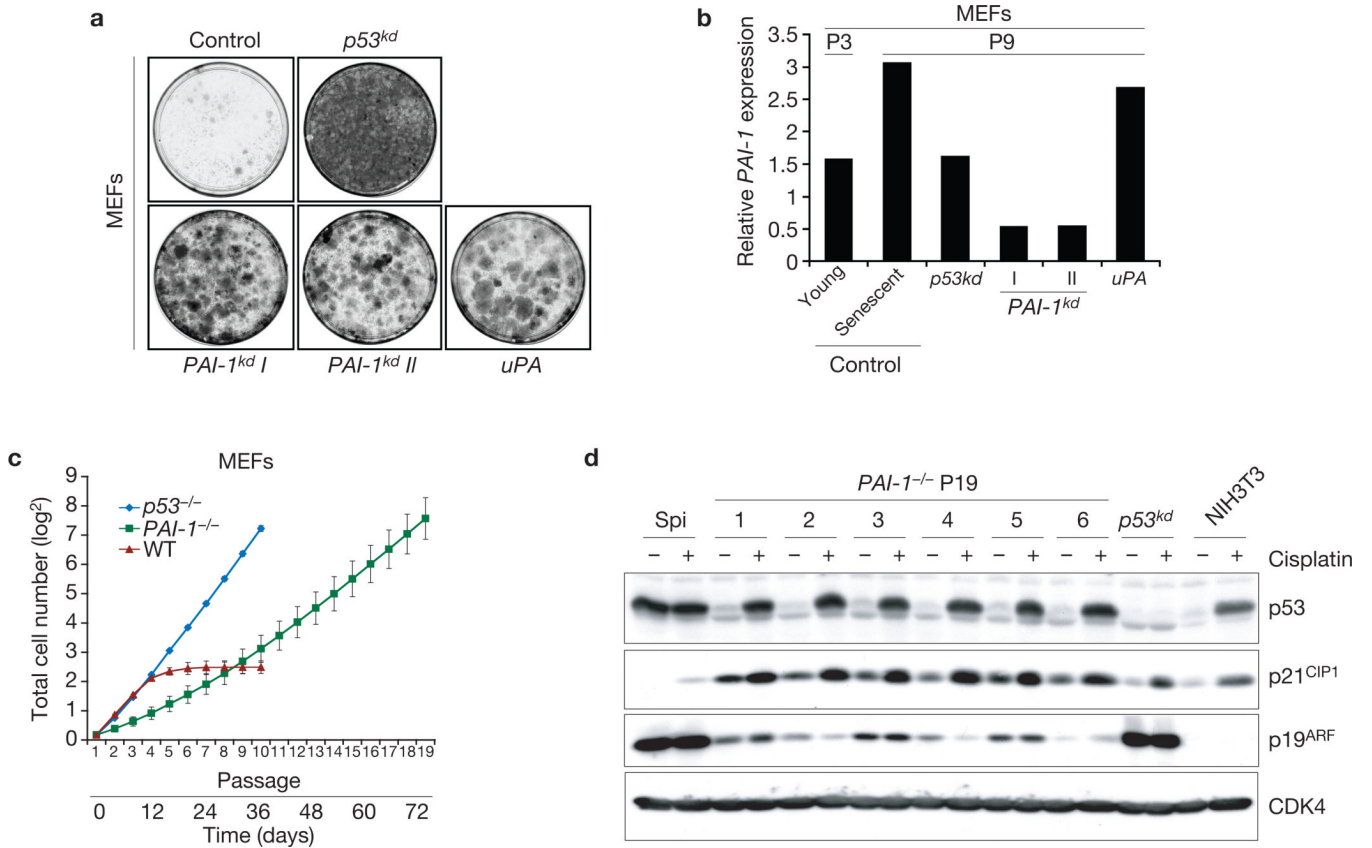 a
Control p53kd
MEFs
PAI-1kd I PAI-1kd II uPA
b
MEFs
P3 P9
Relative PAI-1 expression
3.5
3
2.5
2
1.5
1
0.5
0
Young Senescent p53kd I II uPA
PAI-1kd
Control
c
MEFs
Total cell number (log2)
9
8
7
6
5
4
3
2
1
0
p53–/–
PAI-1–/–
WT
1 2 3 4 5 6 7 8 9 10 11 12 13 14 15 16 17 18 19
Passage
0 12 24 36 48 60 72
Time (days)
d
PAI-1–/– P19
Spi 1 2 3 4 5 6 p53kd NIH3T3
– + – + – + – + – + – + – + – + – + Cisplatin
p53
p21CIP1
p19ARF
CDK4